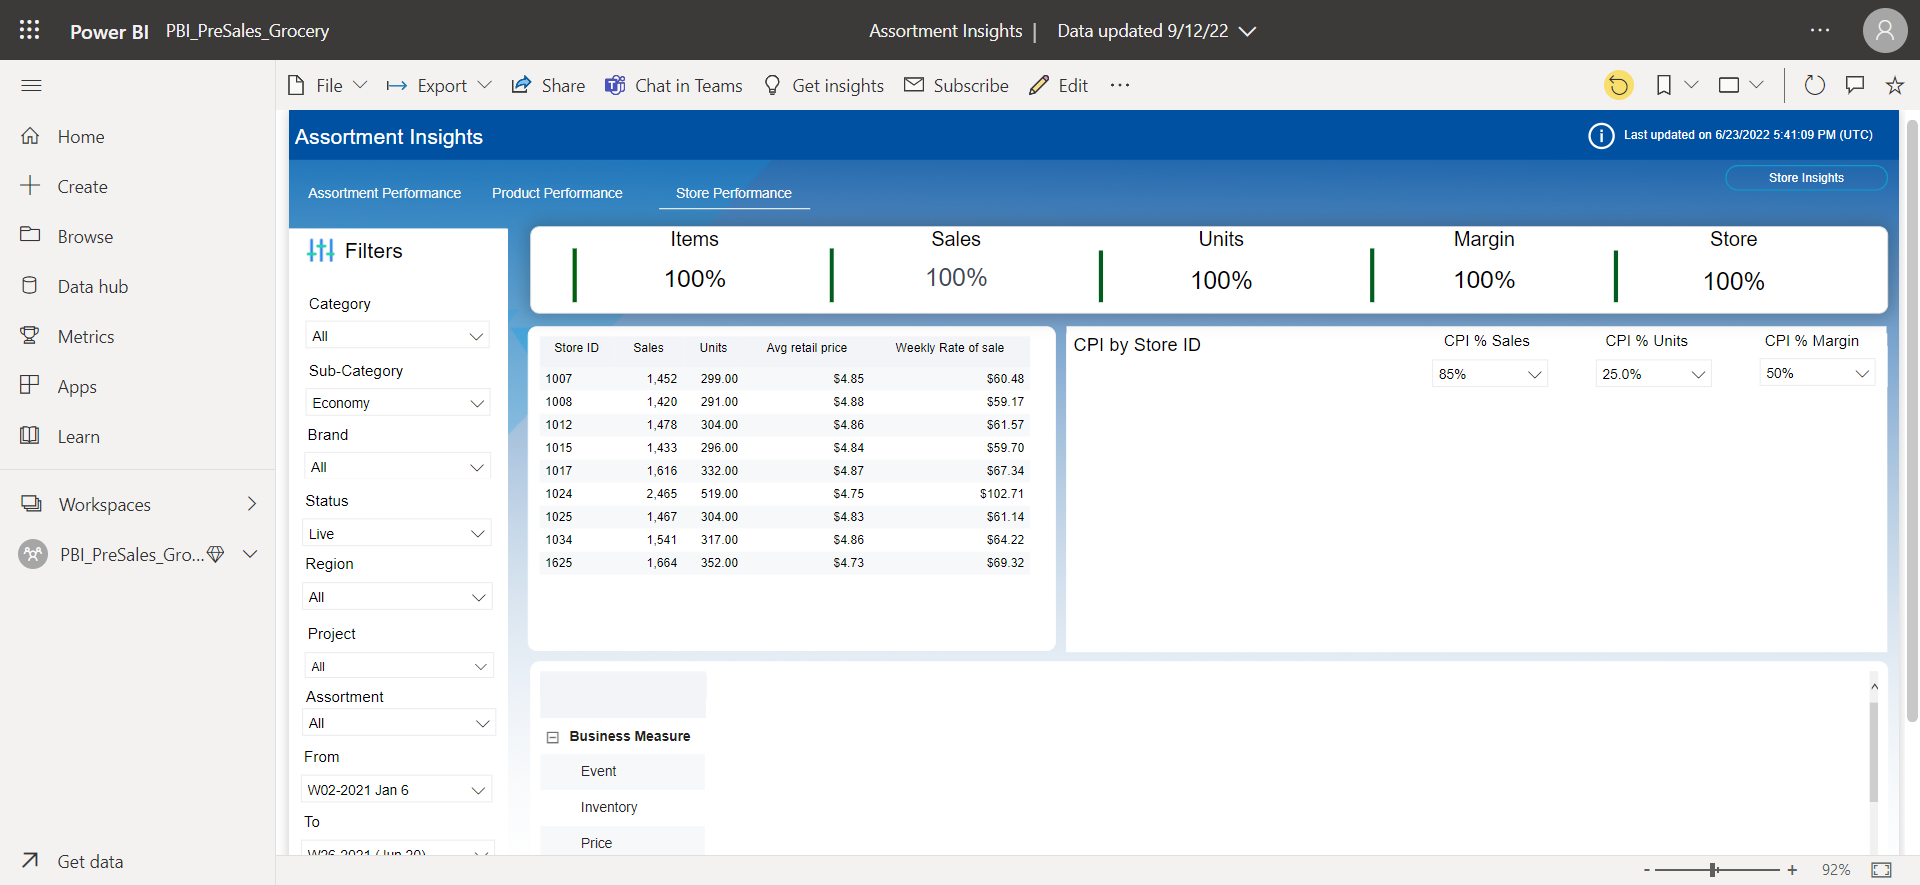 Power BI PBI_PreSales_Grocery Assortment Insights | Data updated 9/12/22
File Export Share Chat in Teams Get insights Subscribe Edit
Home
Create
Browse
Data hub
Metrics
Apps
Learn
Workspaces
PBI_PreSales_Gro...
Get data
Assortment Insights
Last updated on 6/23/2022 5:41:09 PM (UTC)
Assortment Performance Product Performance Store Performance
Store Insights
Filters
Category
All
Sub-Category
Economy
Brand
All
Status
Live
Region
All
Project
All
Assortment
All
From
W02-2021 Jan 6
To
W26-2021 (Jun 20)
Items Sales Units Margin Store
100% 100% 100% 100% 100%
Store ID Sales Units Avg retail price Weekly Rate of sale
1007 1,452 299.00 $4.85 $60.48
1008 1,420 291.00 $4.88 $59.17
1012 1,478 304.00 $4.86 $61.57
1015 1,433 296.00 $4.84 $59.70
1017 1,616 332.00 $4.87 $67.34
1024 2,465 519.00 $4.75 $102.71
1025 1,467 304.00 $4.83 $61.14
1034 1,541 317.00 $4.86 $64.22
1625 1,664 352.00 $4.73 $69.32
CPI by Store ID
CPI % Sales CPI % Units CPI % Margin
85% 25.0% 50%
Business Measure
Event
Inventory
Price
- + 92%